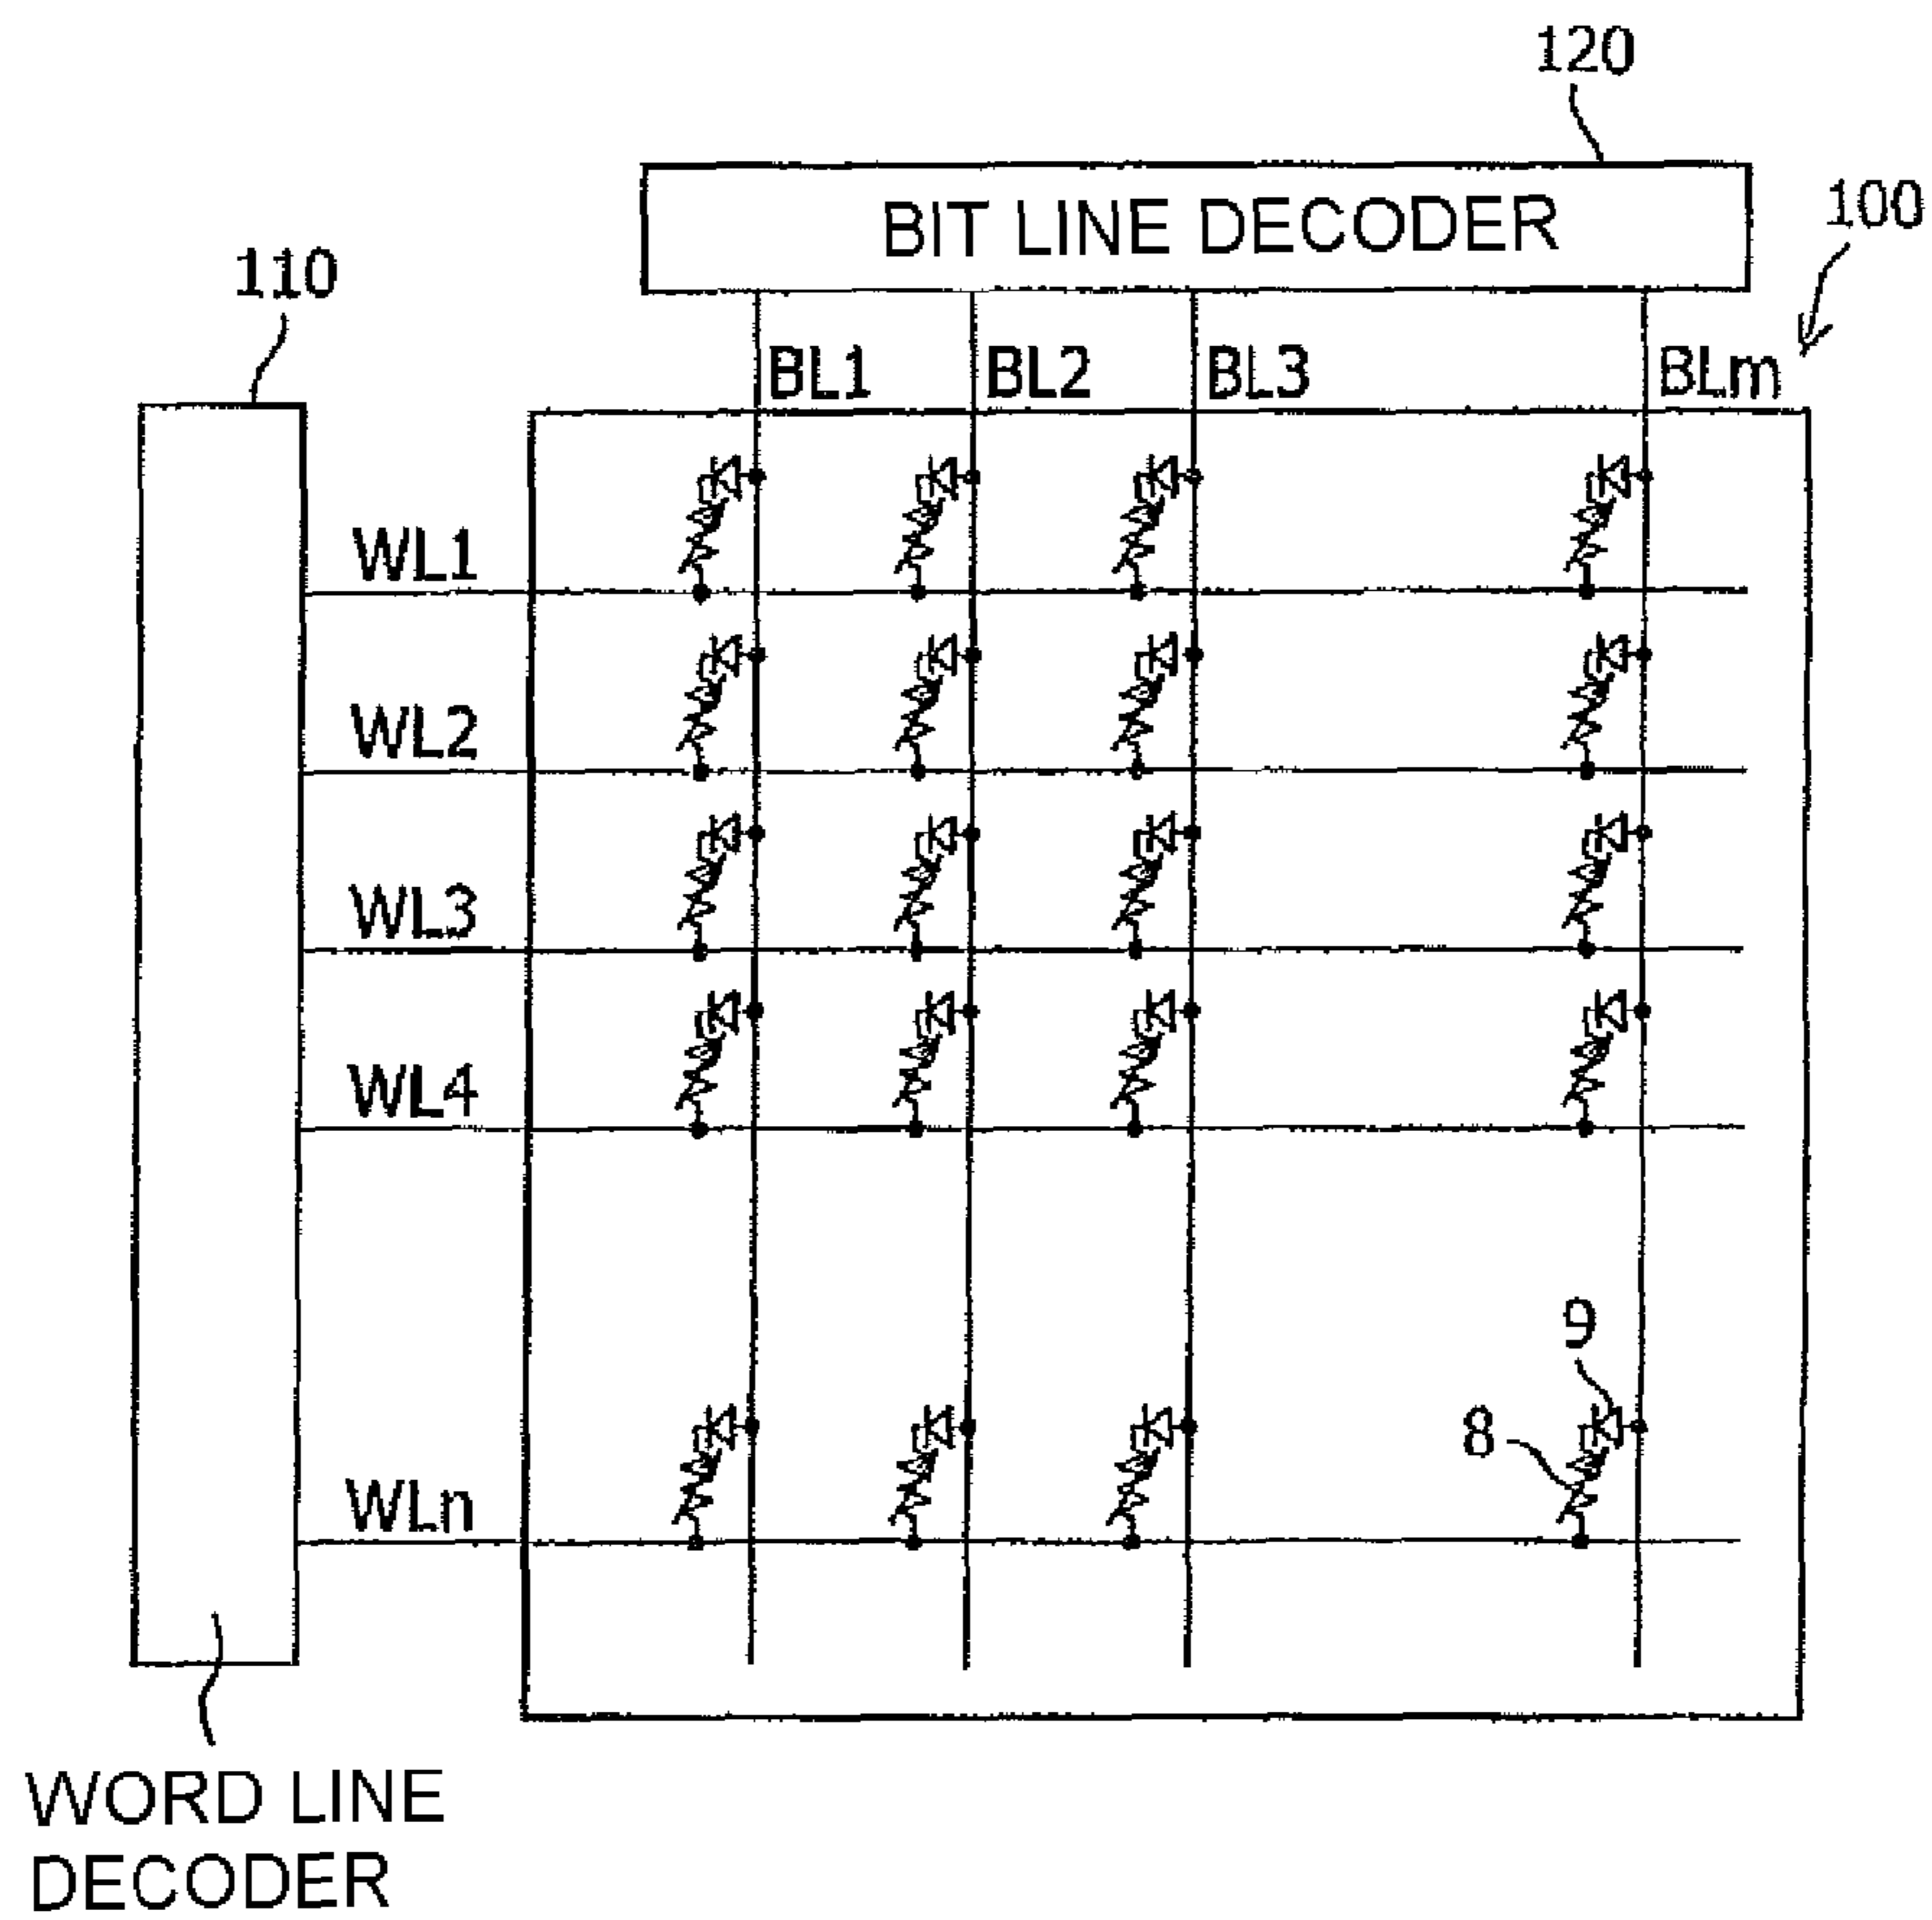 120
BIT LINE DECODER
100
110
BL1 BL2 BL3 BLm
WL1
WL2
WL3
WL4
9
8
WLn
WORD LINE
DECODER